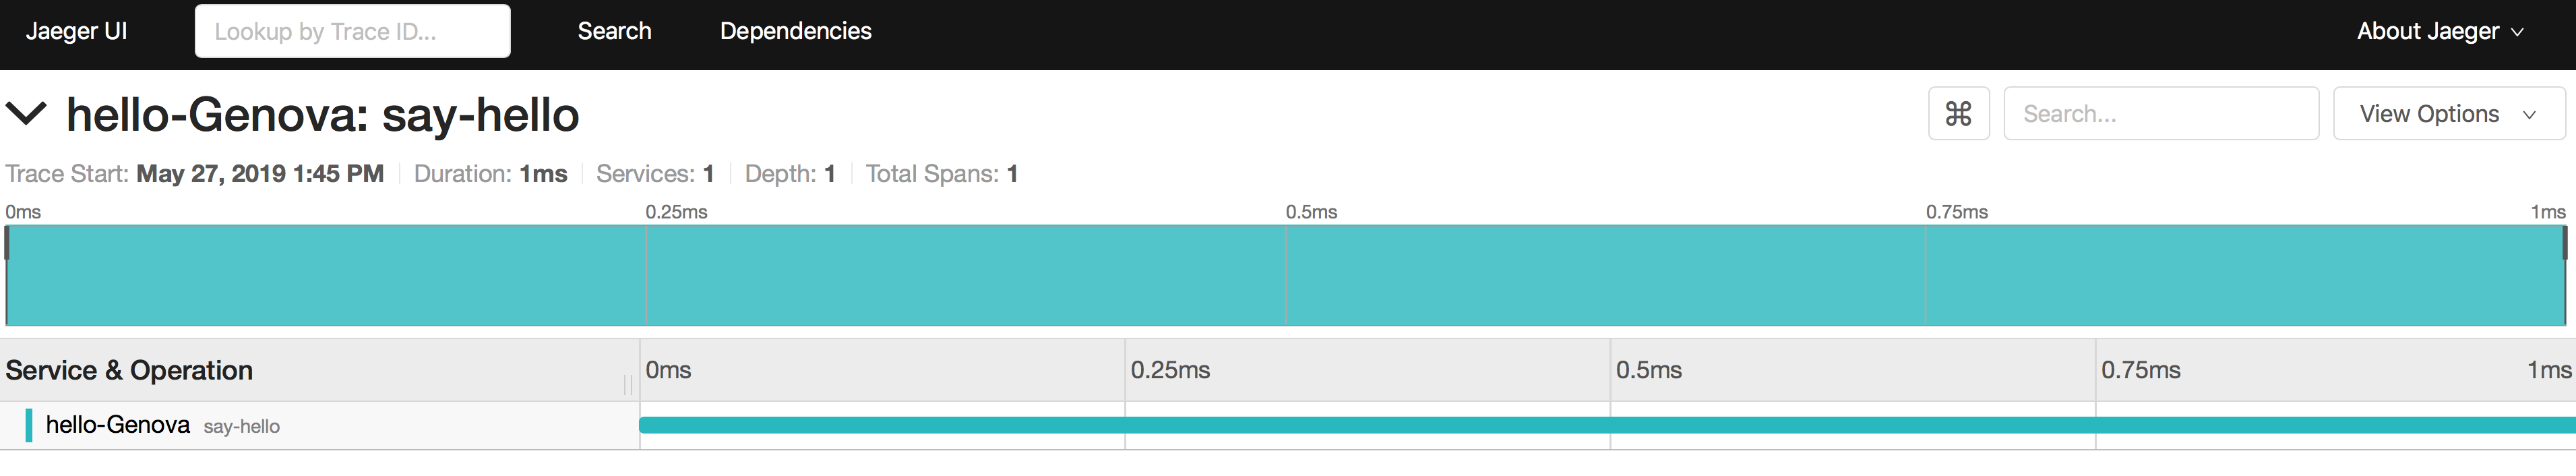 Jaeger UI Lookup by Trace ID... Search Dependencies About Jaeger
hello-Genova: say-hello ⌘ Search... View Options
Trace Start: May 27, 2019 1:45 PM Duration: 1ms Services: 1 Depth: 1 Total Spans: 1
0ms 0.25ms 0.5ms 0.75ms 1ms
Service & Operation 0ms 0.25ms 0.5ms 0.75ms 1ms
hello-Genova say-hello